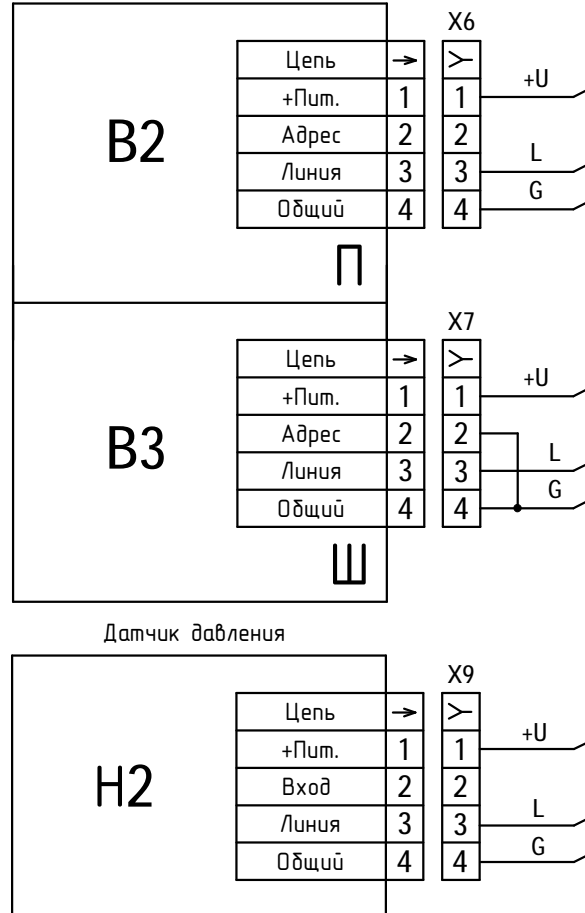 X6
Цепь
+Пит. 1 1 +U
B2
Адрес 2 2
Линия 3 3 L
Общий 4 4 G
П
X7
Цепь
+Пит. 1 1 +U
B3
Адрес 2 2
Линия 3 3 L
Общий 4 4 G
Ш
Датчик давления
X9
Цепь
+Пит. 1 1 +U
H2
Вход 2 2
Линия 3 3 L
Общий 4 4 G